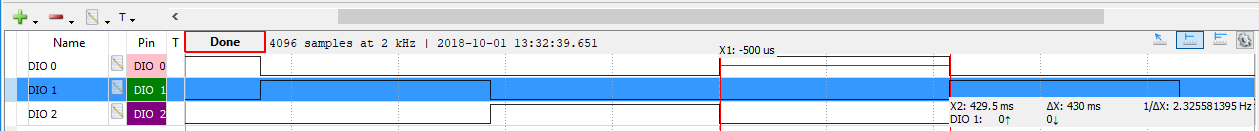 T
Name Pin T Done 4096 samples at 2 kHz | 2018-10-01 13:32:39.651
X1: -500 us
DIO 0 DIO 0
DIO 1 DIO 1
DIO 2 DIO 2
X2: 429.5 ms ΔX: 430 ms 1/ΔX: 2.325581395 Hz
DIO 1: 0↑ 0↓